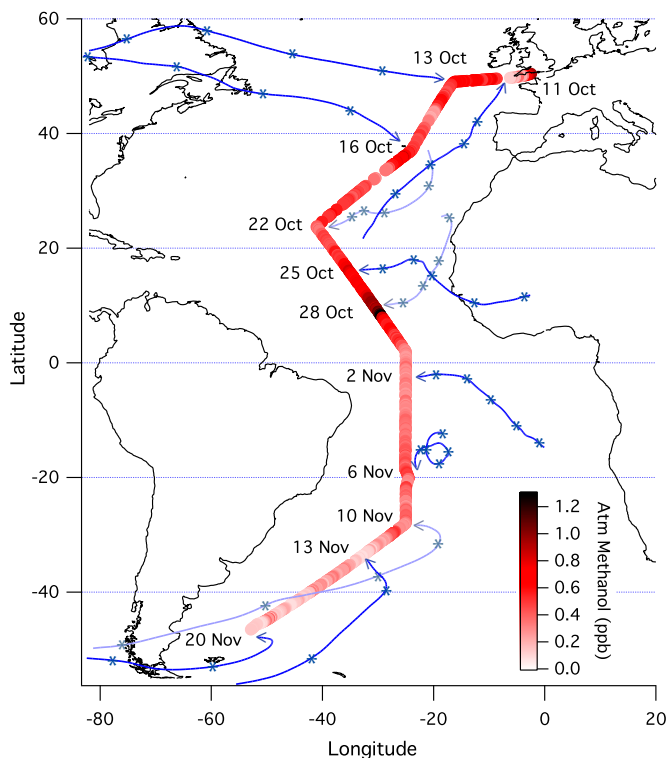 60
40
20
0
-20
-40
Latitude
13 Oct
11 Oct
16 Oct
22 Oct
25 Oct
28 Oct
2 Nov
6 Nov
10 Nov
13 Nov
20 Nov
1.2
1.0
0.8
0.6
0.4
0.2
0.0
Atm Methanol (ppb)
-80
-60
-40
-20
0
20
Longitude